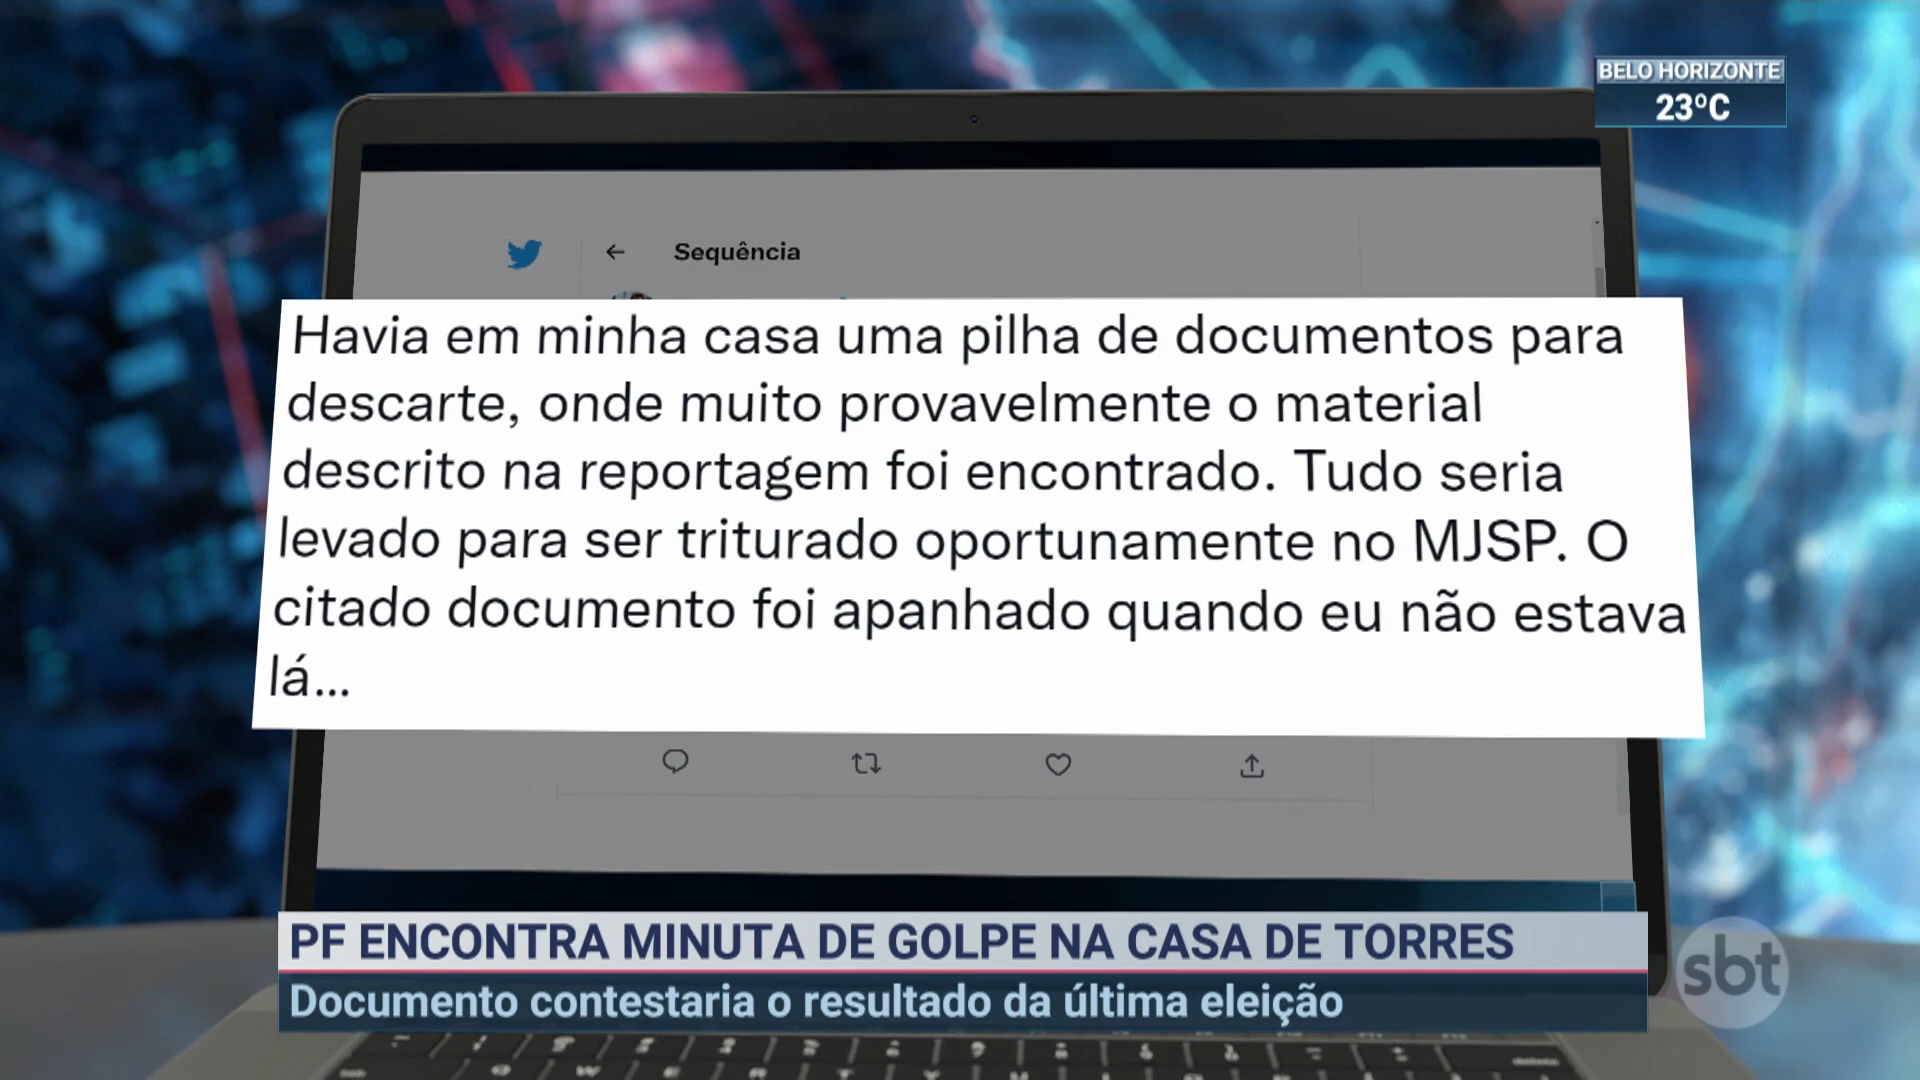 BELO HORIZONTE
23ºC
Sequência
Havia em minha casa uma pilha de documentos para
descarte, onde muito provavelmente o material
descrito na reportagem foi encontrado. Tudo seria
levado para ser triturado oportunamente no MJSP. O
citado documento foi apanhado quando eu não estava
lá...
PF ENCONTRA MINUTA DE GOLPE NA CASA DE TORRES
Documento contestaria o resultado da última eleição
sbt